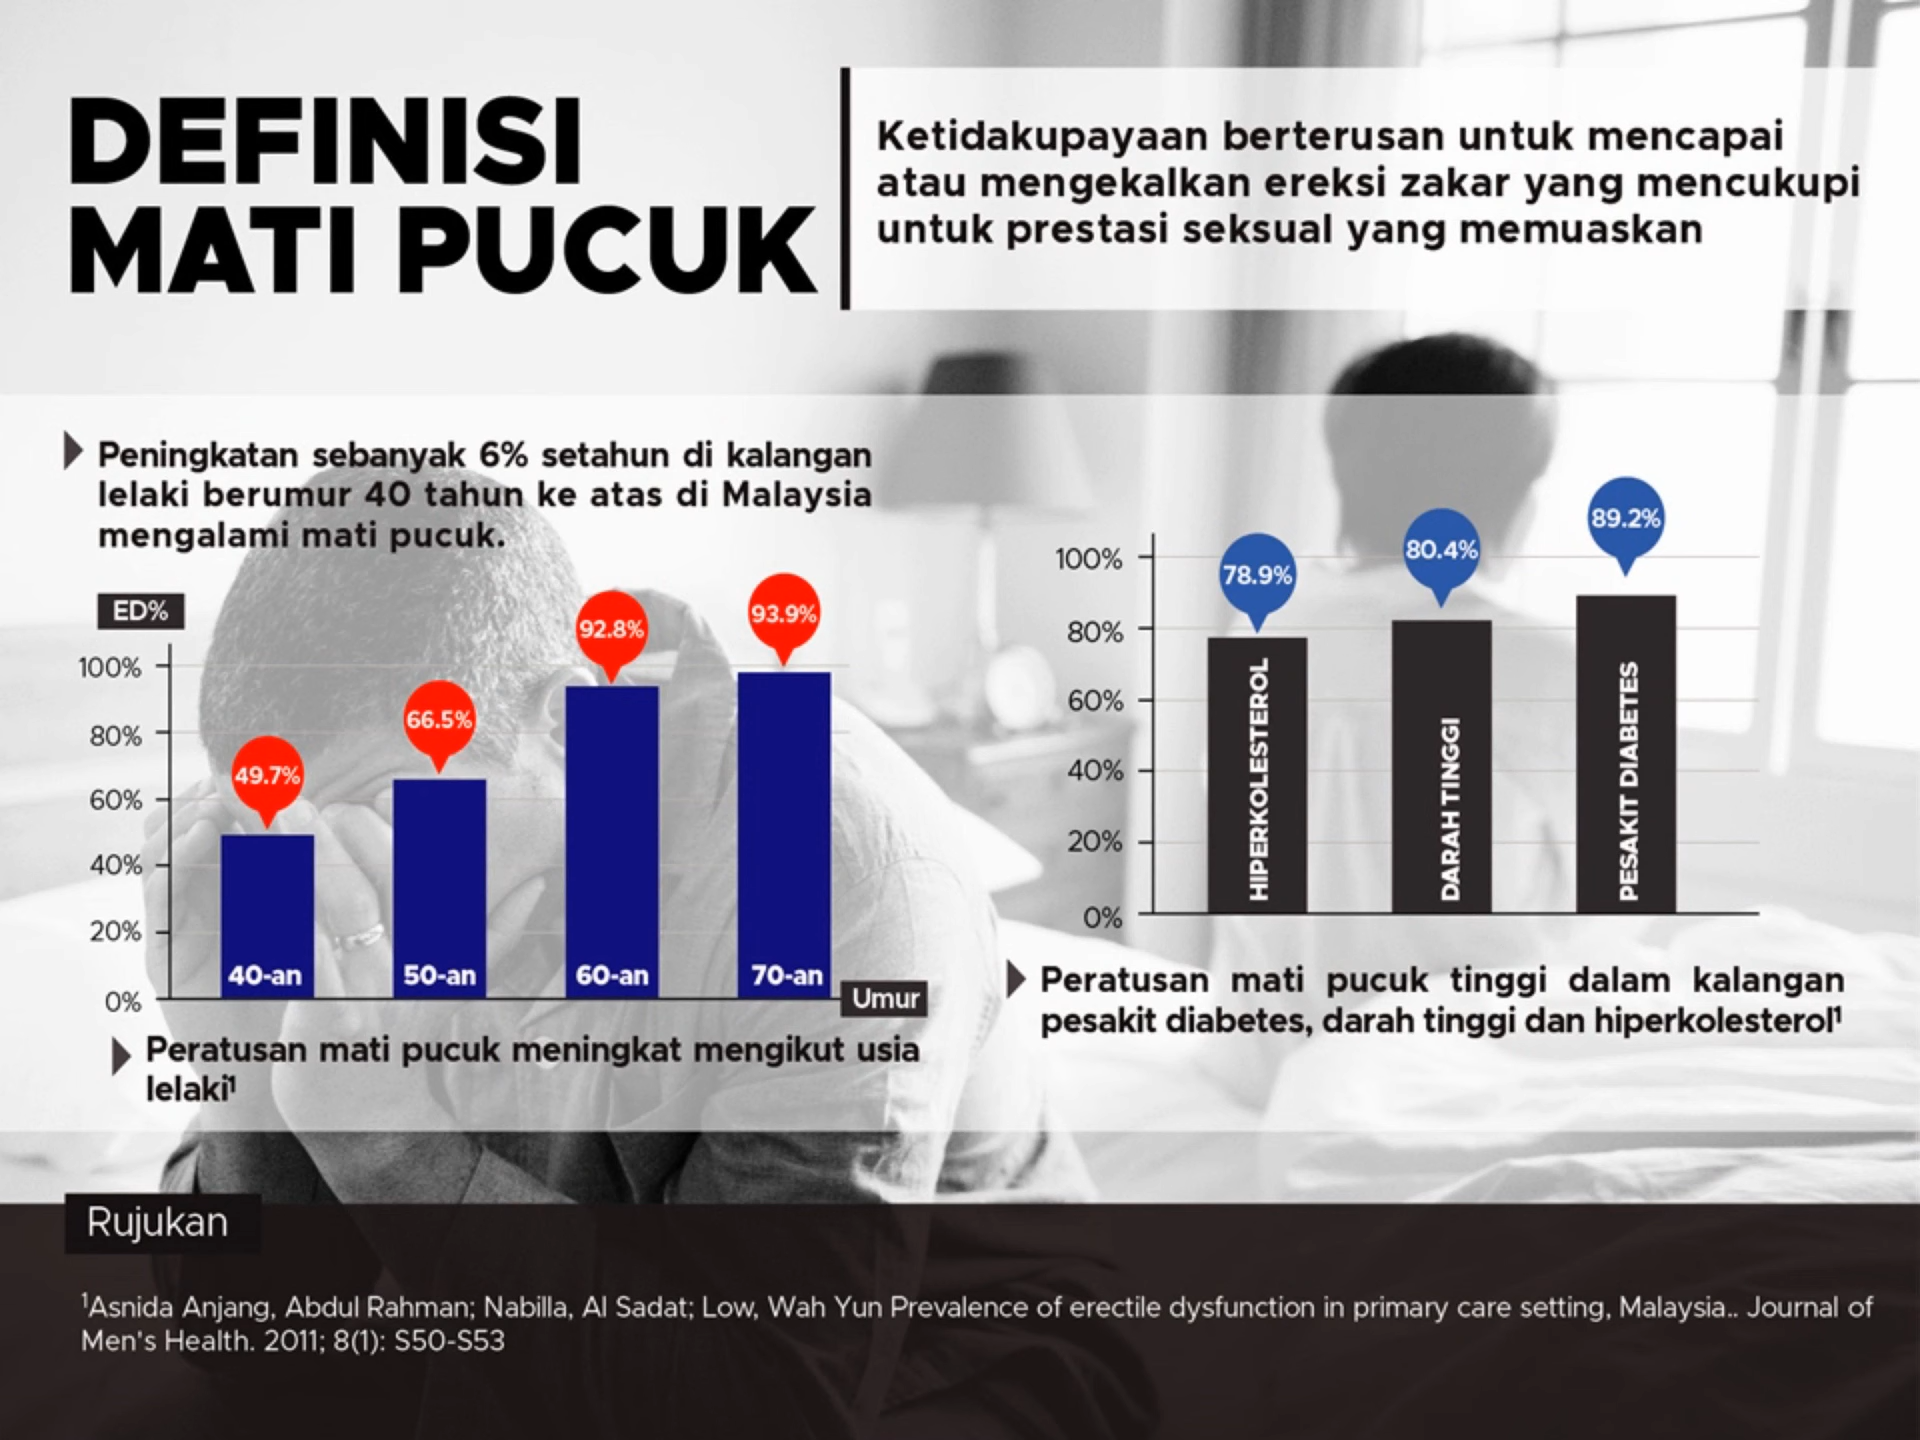 DEFINISI
MATI PUCUK
Ketidakupayaan berterusan untuk mencapai
atau mengekalkan ereksi zakar yang mencukupi
untuk prestasi seksual yang memuaskan
Peningkatan sebanyak 6% setahun di kalangan
lelaki berumur 40 tahun ke atas di Malaysia
mengalami mati pucuk.
ED%
100%
80%
60%
40%
20%
0%
49.7%
66.5%
92.8%
93.9%
40-an
50-an
60-an
70-an
Umur
Peratusan mati pucuk meningkat mengikut usia
lelaki¹
100%
80%
60%
40%
20%
0%
78.9%
80.4%
89.2%
HIPERKOLESTEROL
DARAH TINGGI
PESAKIT DIABETES
Peratusan mati pucuk tinggi dalam kalangan
pesakit diabetes, darah tinggi dan hiperkolesterol¹
Rujukan
¹Asnida Anjang, Abdul Rahman; Nabilla, Al Sadat; Low, Wah Yun Prevalence of erectile dysfunction in primary care setting, Malaysia.. Journal of
Men's Health. 2011; 8(1): S50-S53